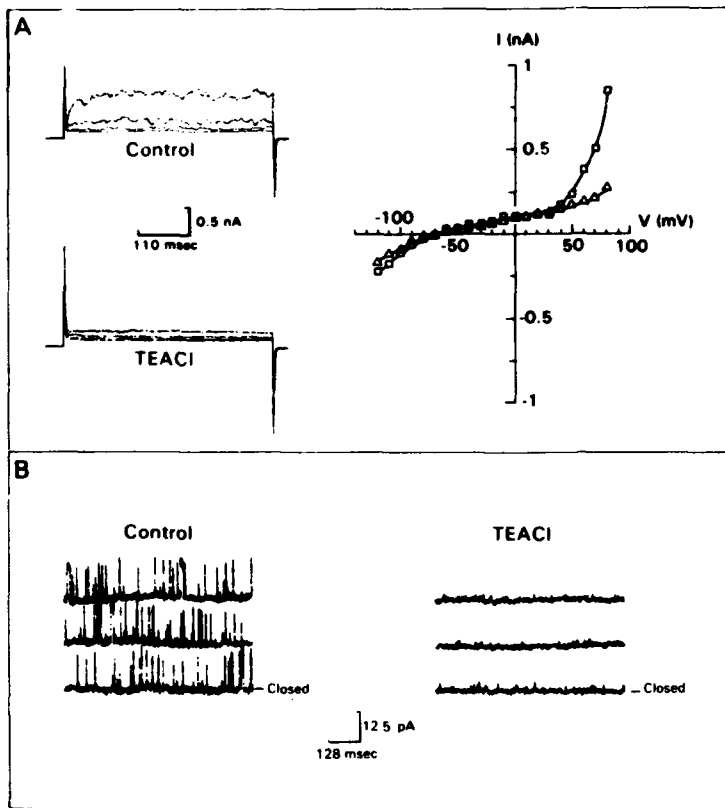 A
Control
0.5 nA
110 msec
TEACl
I (nA)
1
0.5
-100
-50
50
100
V (mV)
-0.5
-1
B
Control
TEACl
Closed
Closed
12.5 pA
128 msec